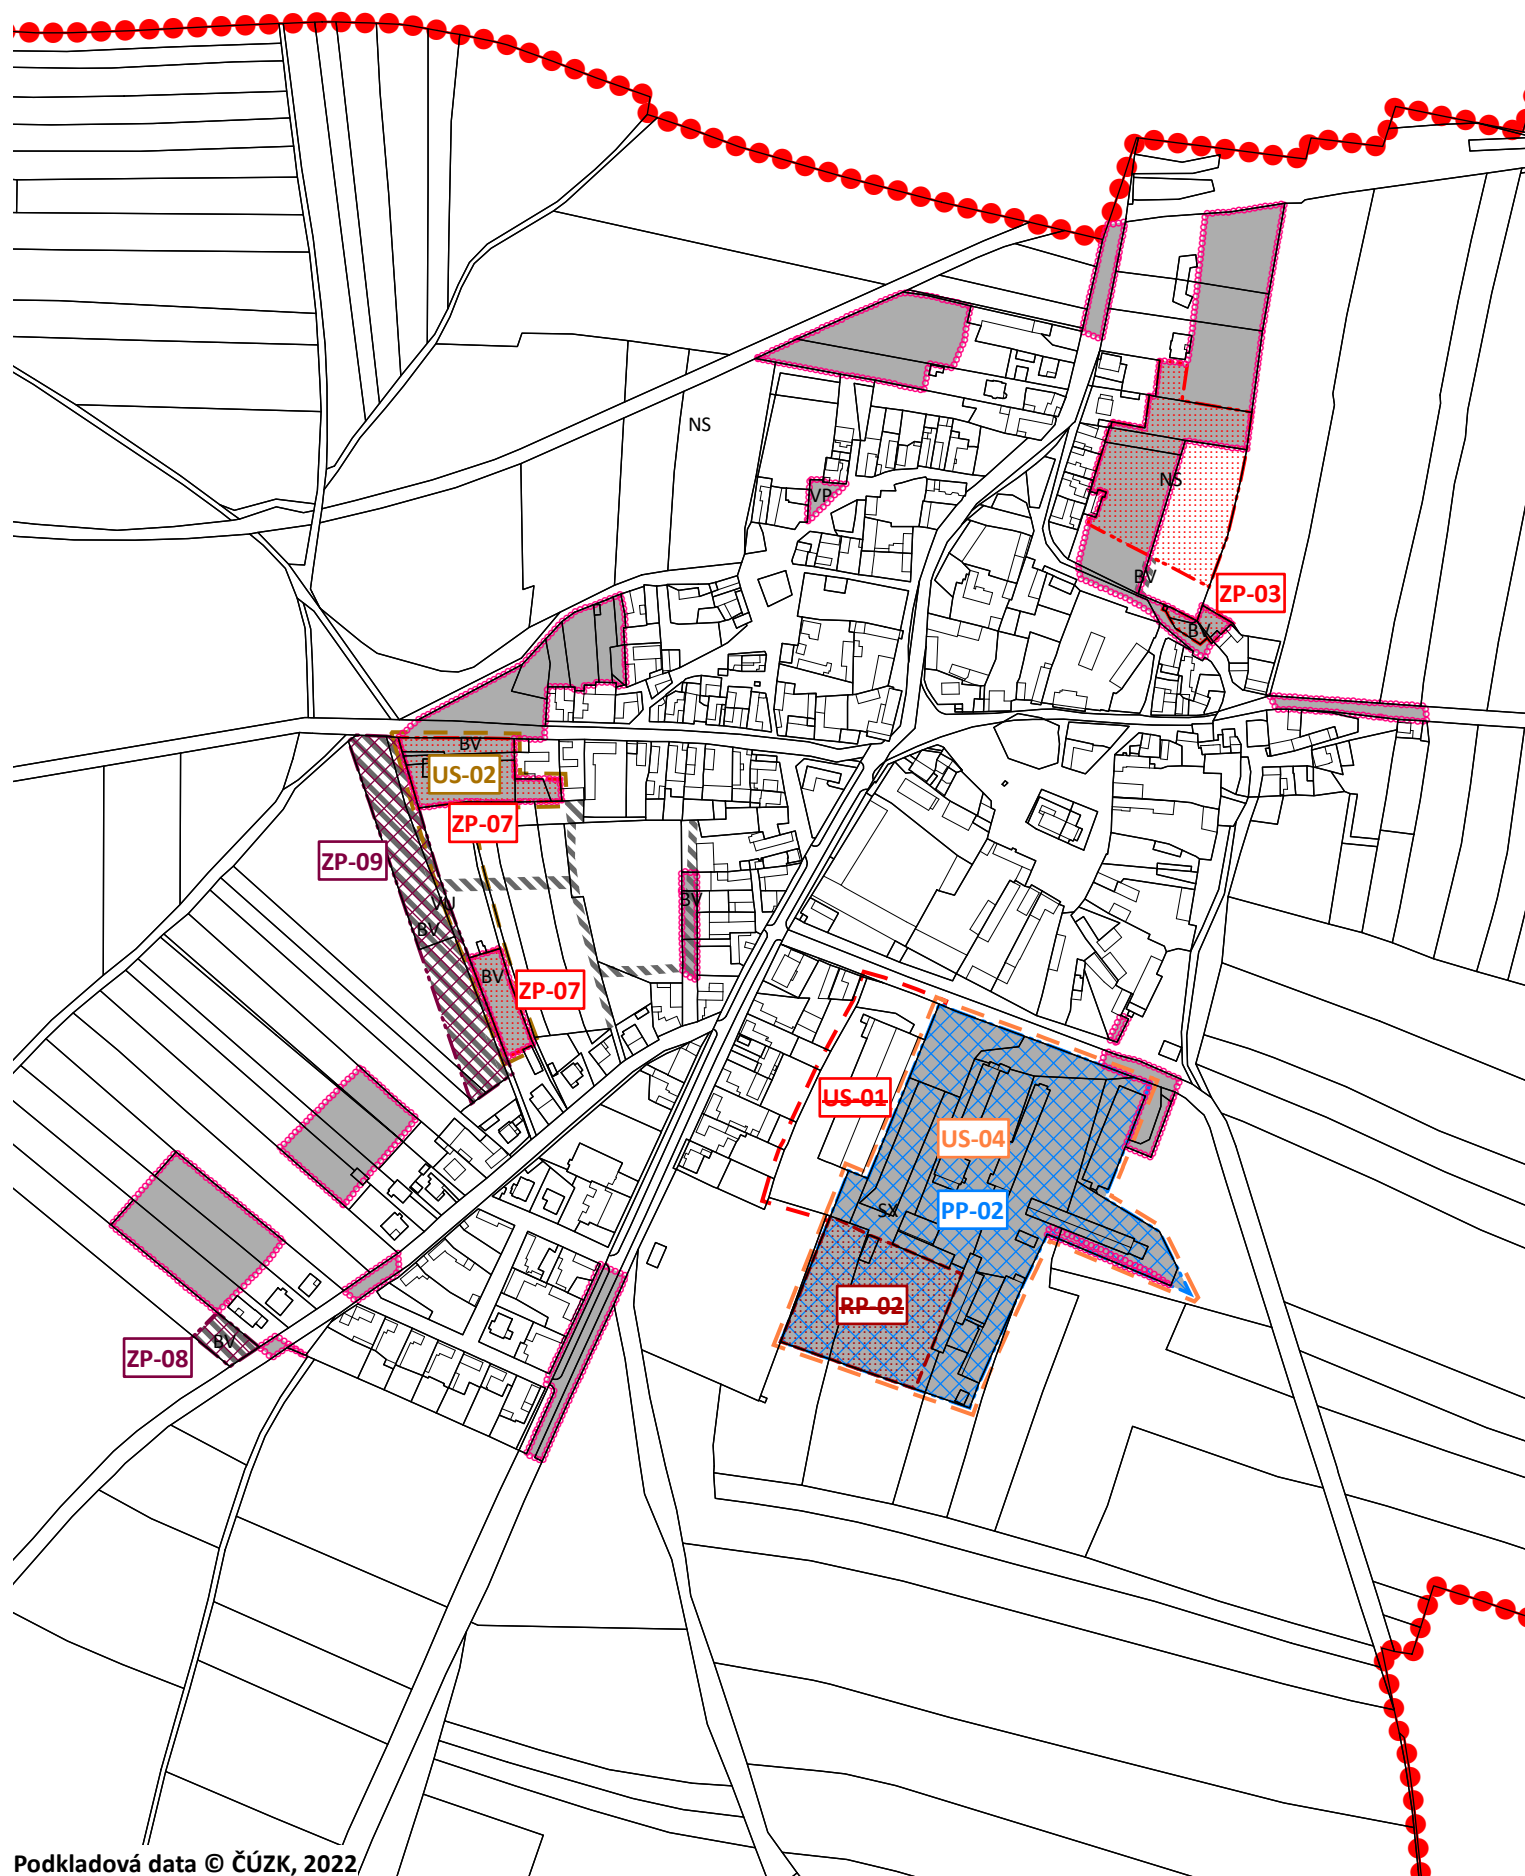 NS
NS
VP
BV
ZP-03
BV
BV
US-02
ZP-07
ZP-09
BV
VU
BV
BV
ZP-07
US-01
US-04
SX
PP-02
RP-02
BV
ZP-08
Podkladová data © ČÚZK, 2022